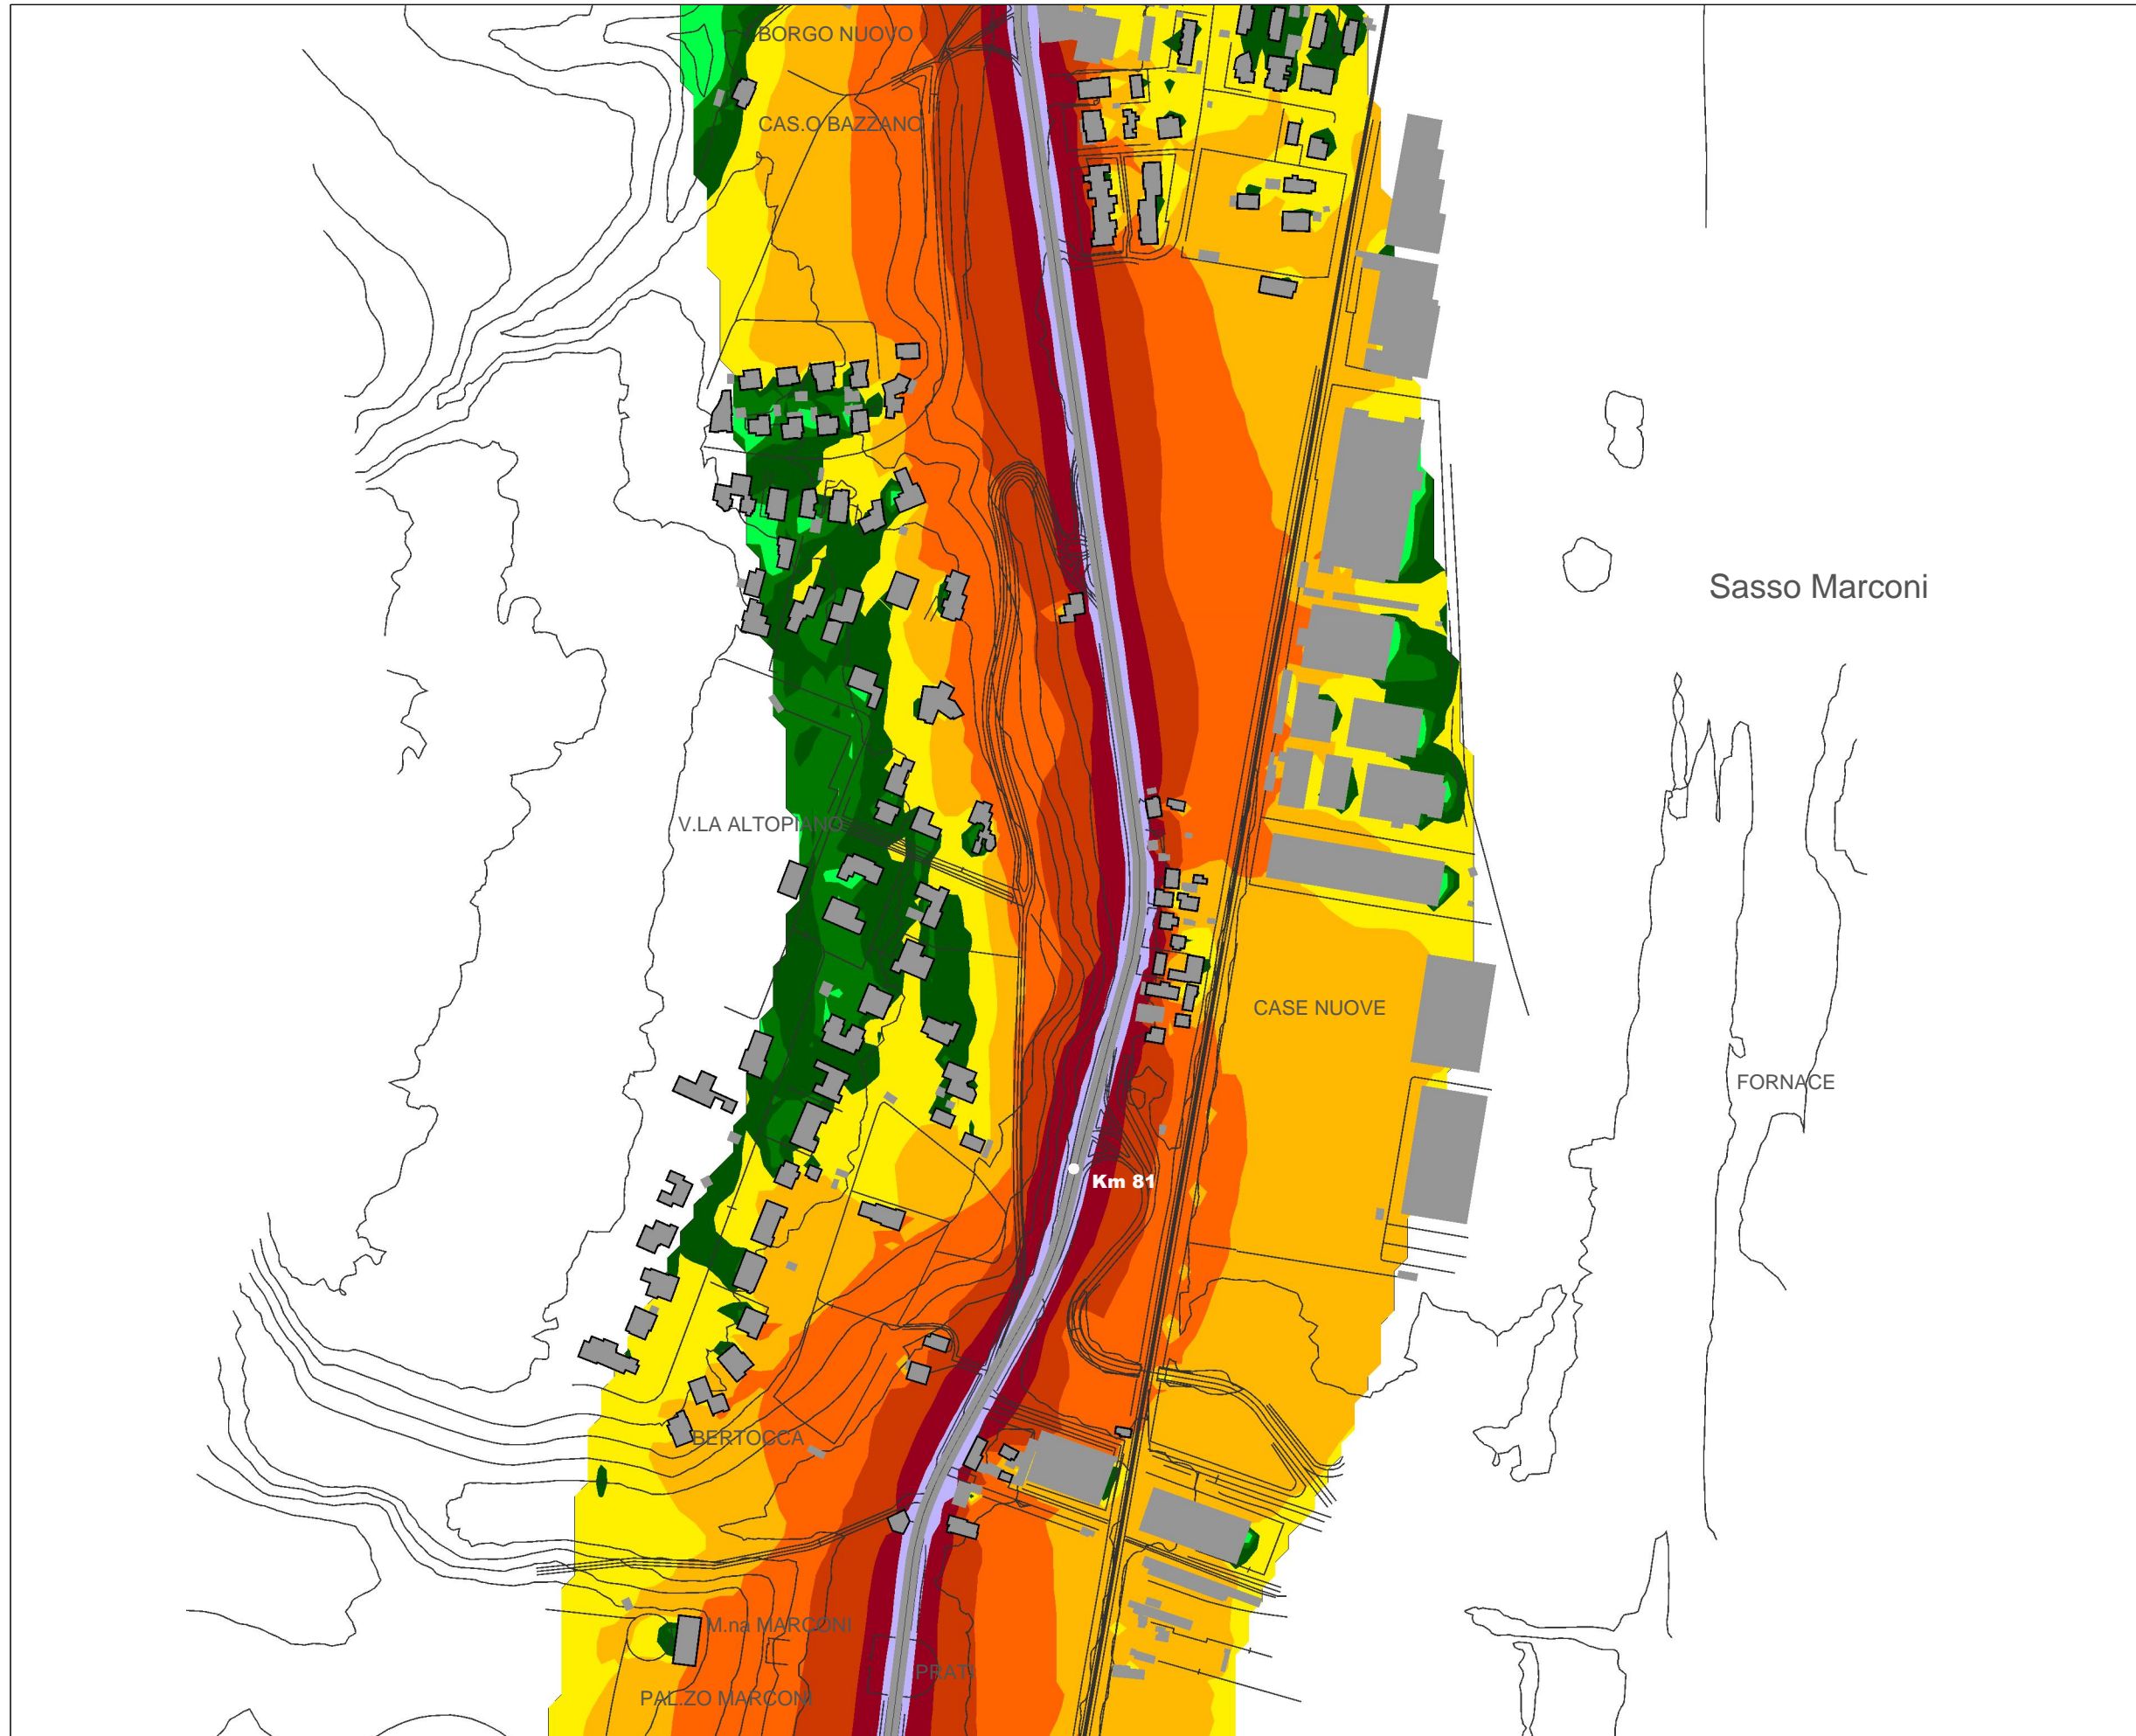 BORGO NUOVO
CAS.O BAZZANO
Sasso Marconi
V.LA ALTOPIANO
CASE NUOVE
FORNACE
Km 81
BERTOCCA
M.na MARCONI
PRATI
PAL.ZO MARCONI